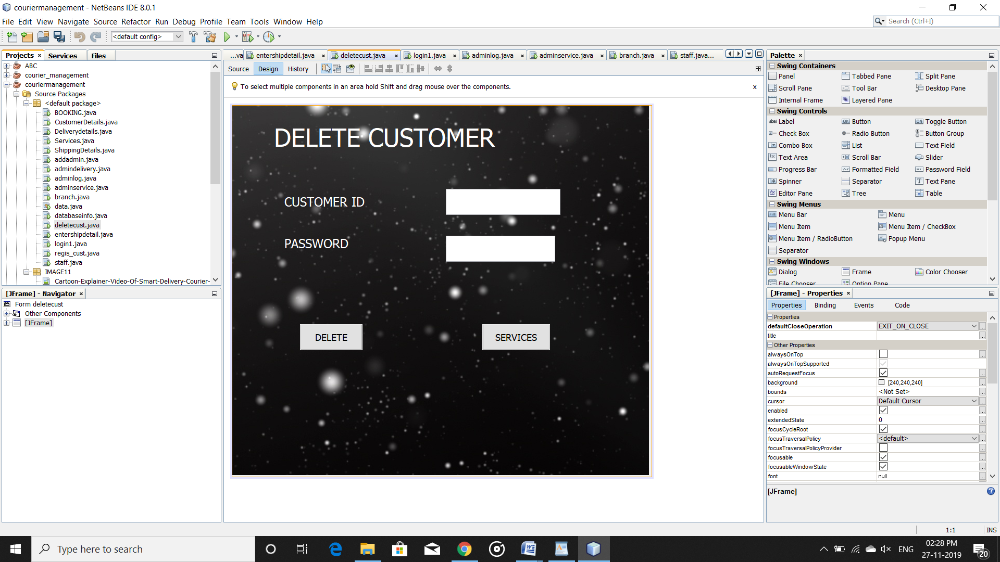 couriermanagement - NetBeans IDE 8.0.1
File Edit View Navigate Source Refactor Run Debug Profile Team Tools Window Help
Search (Ctrl+I)
<default config>
Projects Services Files
ABC
courier_management
couriermanagement
Source Packages
<default package>
BOOKING.java
CustomerDetails.java
Deliverydetails.java
Services.java
ShippingDetails.java
addadmin.java
admindelivery.java
adminlog.java
adminservice.java
branch.java
data.java
databaseinfo.java
deletecust.java
entershipdetail.java
login1.java
regis_cust.java
staff.java
IMAGE11
Cartoon-Explainer-Video-Of-Smart-Delivery-Courier-
[JFrame] - Navigator
Form deletecust
Other Components
[JFrame]
...va entershipdetail.java deletecust.java login1.java adminlog.java adminservice.java branch.java staff.java...
Source Design History
To select multiple components in an area hold Shift and drag mouse over the components. x
DELETE CUSTOMER
CUSTOMER ID
PASSWORD
DELETE SERVICES
Palette
Swing Containers
Panel Tabbed Pane Split Pane
Scroll Pane Tool Bar Desktop Pane
Internal Frame Layered Pane
Swing Controls
label Label OK Button ON Toggle Button
Check Box Radio Button Button Group
Combo Box List Text Field
Text Area Scroll Bar Slider
Progress Bar Formatted Field Password Field
Spinner Separator Text Pane
Editor Pane Tree Table
Swing Menus
File Menu Bar Menu
Menu Item Menu Item / CheckBox
Menu Item / RadioButton Popup Menu
Separator
Swing Windows
Dialog Frame Color Chooser
File Chooser Option Pane
[JFrame] - Properties
Properties Binding Events Code
Properties
defaultCloseOperation EXIT_ON_CLOSE
title
Other Properties
alwaysOnTop
alwaysOnTopSupported
autoRequestFocus
background [240,240,240]
bounds <Not Set>
cursor Default Cursor
enabled
extendedState 0
focusCycleRoot
focusTraversalPolicy <default>
focusTraversalPolicyProvider
focusable
focusableWindowState
font null
[JFrame]
1:1 INS
Type here to search
ENG
02:28 PM
27-11-2019
20